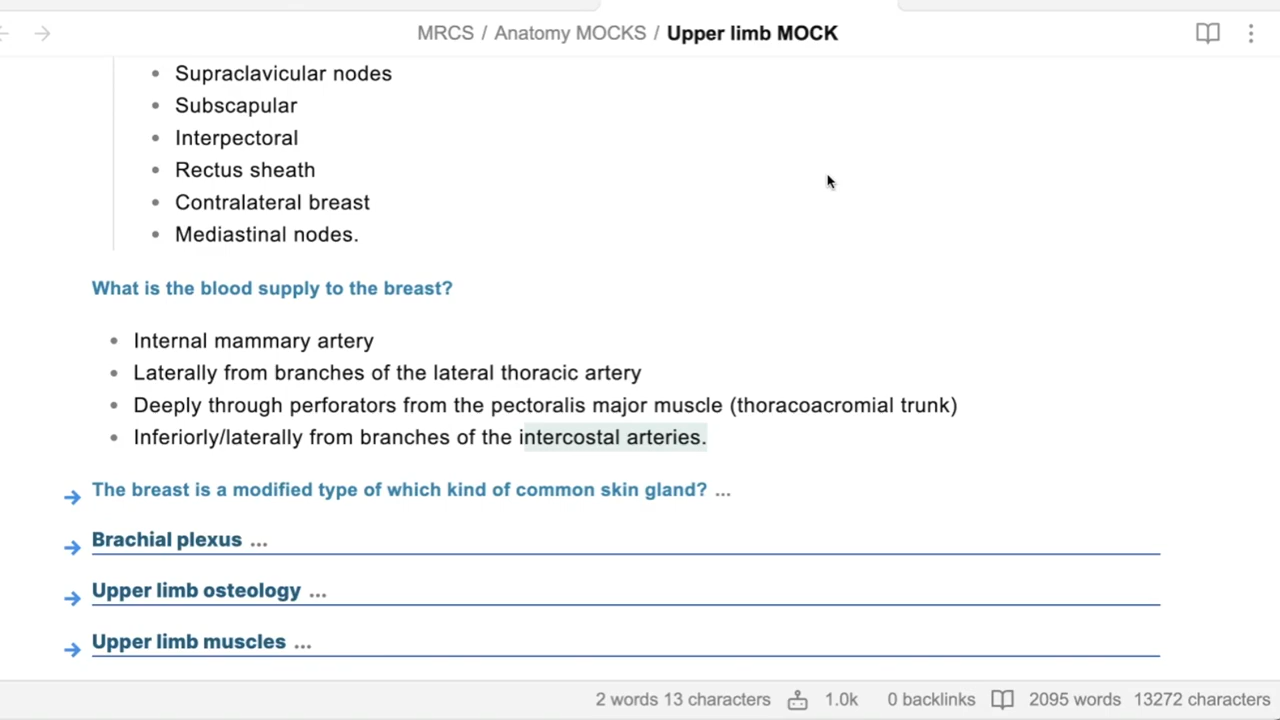 MRCS / Anatomy MOCKS / Upper limb MOCK
Supraclavicular nodes
Subscapular
Interpectoral
Rectus sheath
Contralateral breast
Mediastinal nodes.
What is the blood supply to the breast?
Internal mammary artery
Laterally from branches of the lateral thoracic artery
Deeply through perforators from the pectoralis major muscle (thoracoacromial trunk)
Inferiorly/laterally from branches of the intercostal arteries.
The breast is a modified type of which kind of common skin gland? ...
Brachial plexus ...
Upper limb osteology ...
Upper limb muscles ...
2 words 13 characters 1.0k 0 backlinks 2095 words 13272 characters